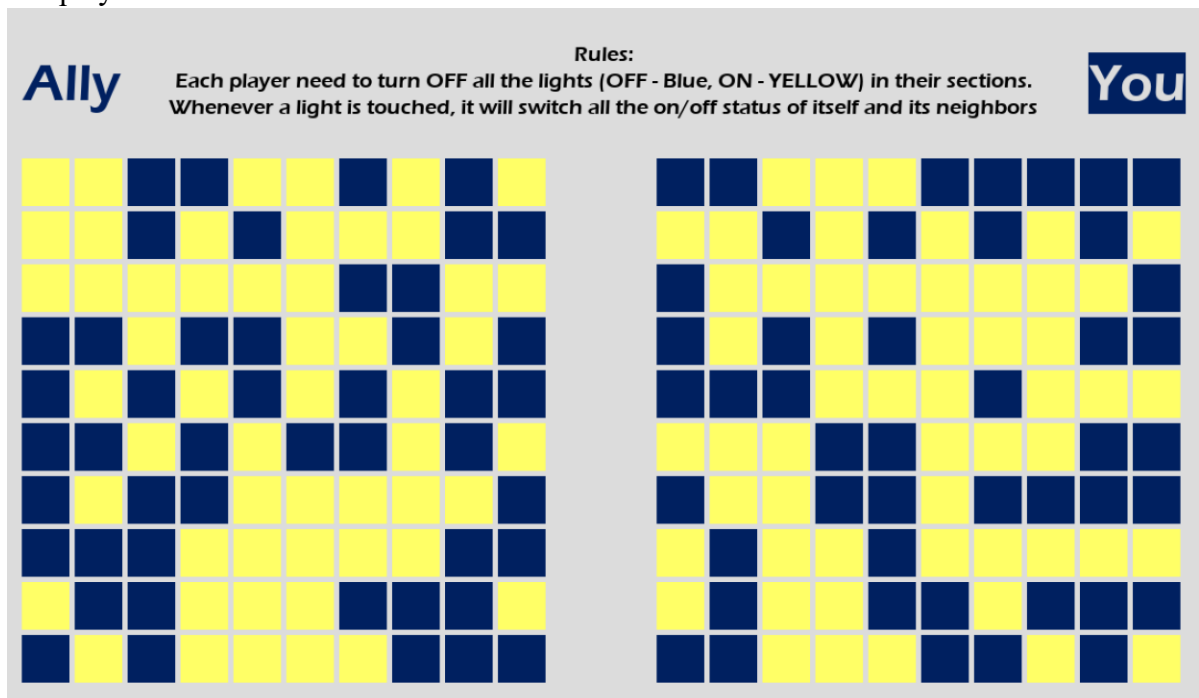 Rules:
Ally
Each player need to turn OFF all the lights (OFF - Blue, ON - YELLOW) in their sections.
Whenever a light is touched, it will switch all the on/off status of itself and its neighbors
You